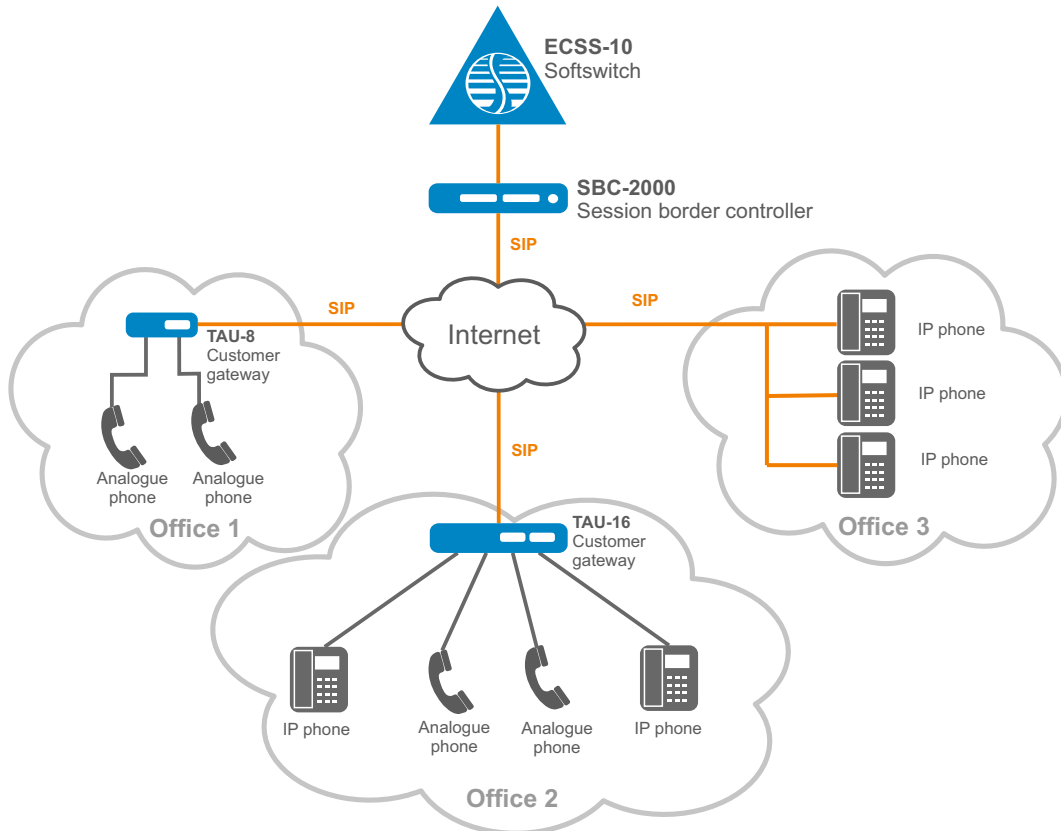 ECSS-10
Softswitch
SBC-2000
Session border controller
SIP
SIP
SIP
Internet
TAU-8
Customer
gateway
Analogue
phone
Analogue
phone
Office 1
IP phone
IP phone
IP phone
Office 3
SIP
TAU-16
Customer
gateway
IP phone
Analogue
phone
Analogue
phone
IP phone
Office 2